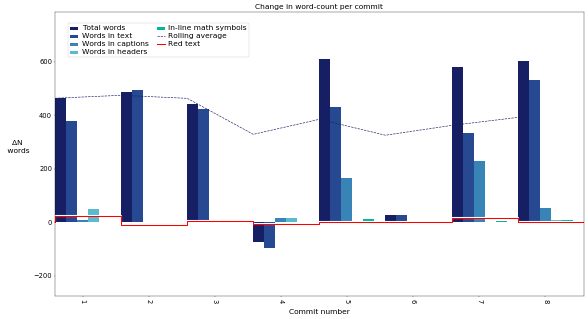 Change in word-count per commit
Total words
Words in text
Words in captions
Words in headers
In-line math symbols
Rolling average
Red text
ΔN
words
600
400
200
0
−200
1 2 3 4 5 6 7 8
Commit number